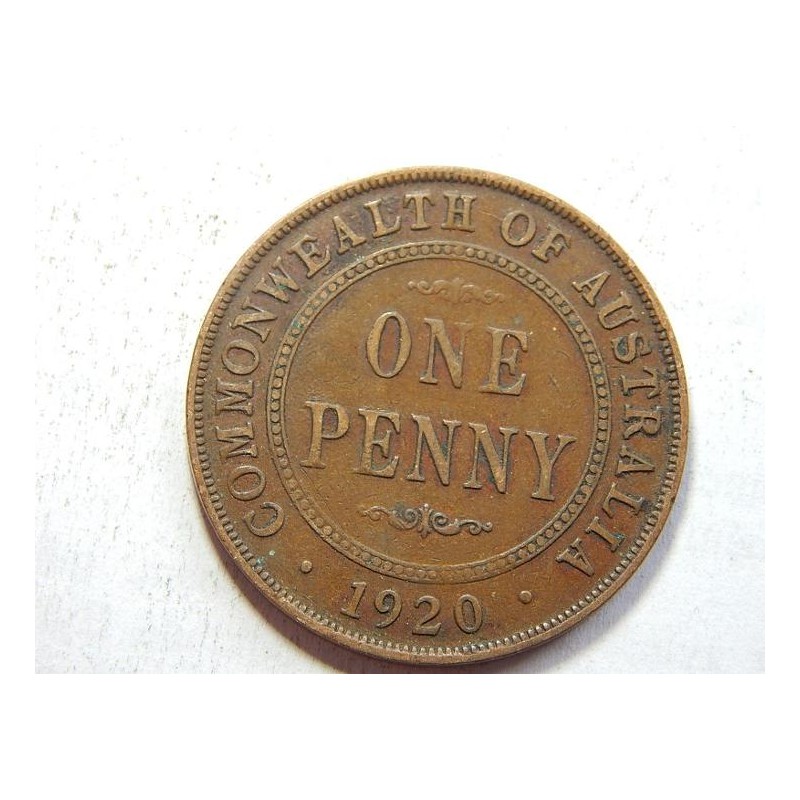 COMMONWEALTH OF AUSTRALIA
ONE
PENNY
· 1920 ·